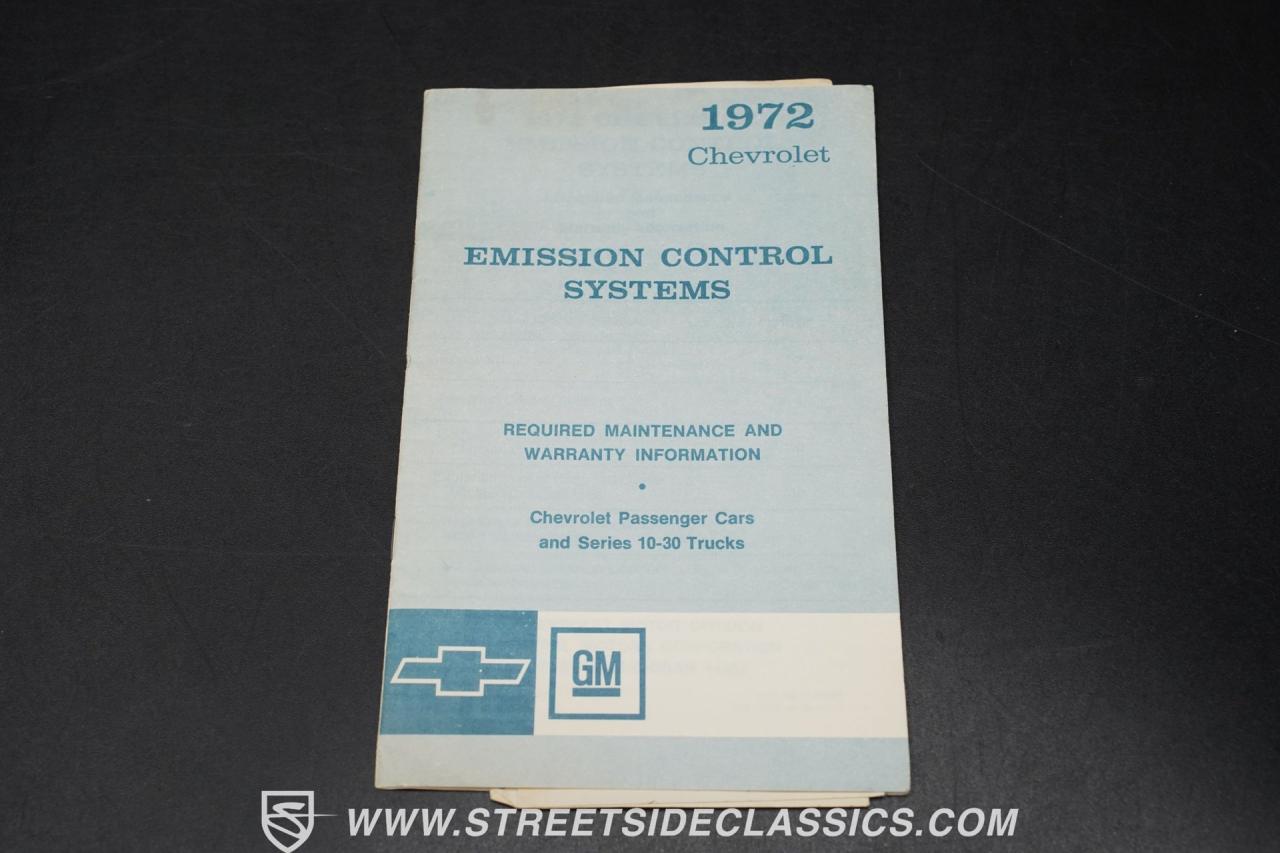 1972
Chevrolet
EMISSION CONTROL
SYSTEMS
REQUIRED MAINTENANCE AND
WARRANTY INFORMATION
•
Chevrolet Passenger Cars
and Series 10-30 Trucks
GM
WWW.STREETSIDECLASSICS.COM